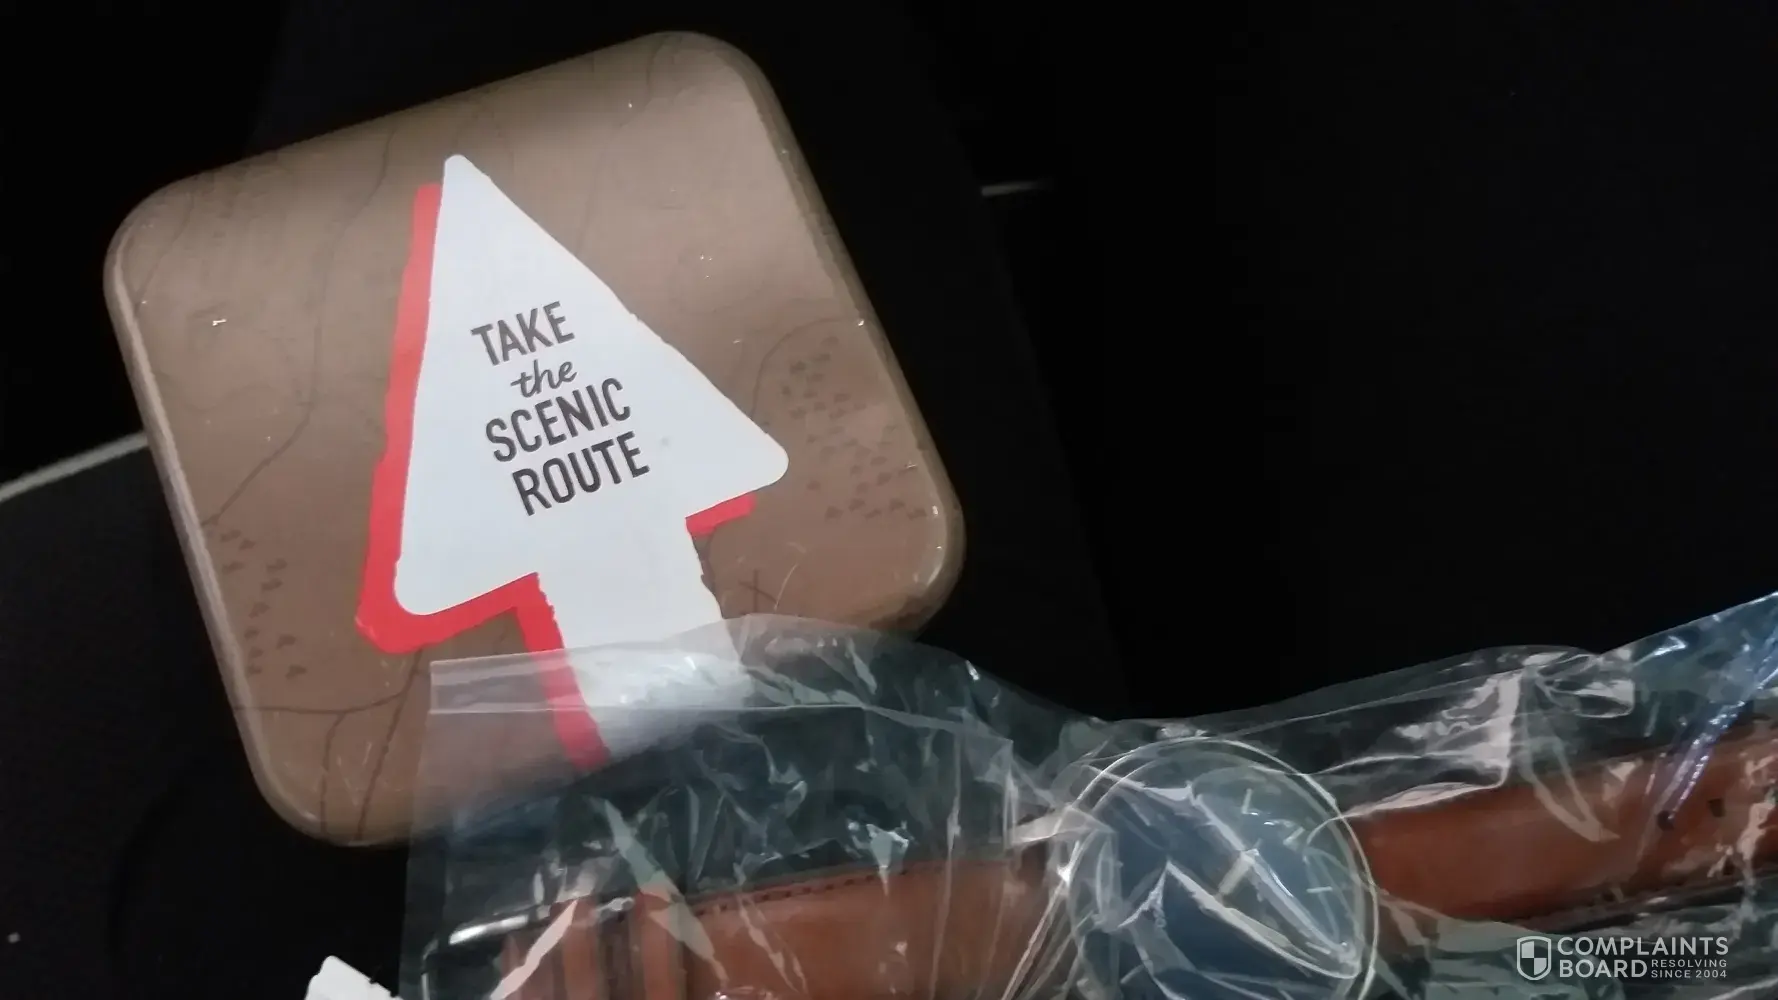 TAKE
the
SCENIC
ROUTE
COMPLAINTS
BOARD RESOLVING
SINCE 2004